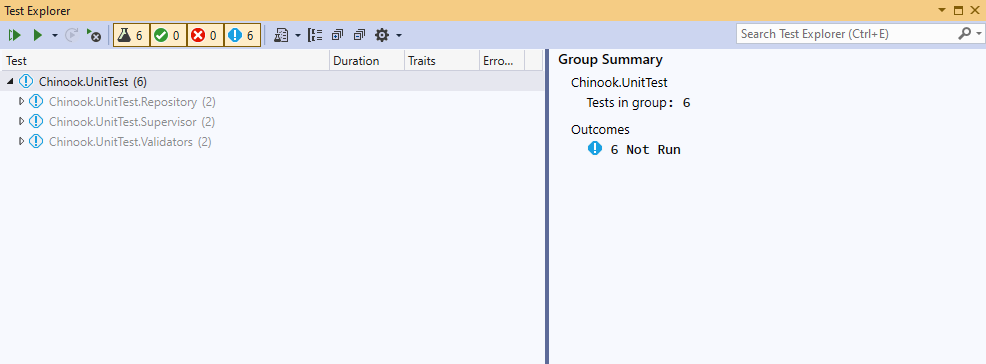 Test Explorer
6 0 0 6 Search Test Explorer (Ctrl+E)
Test Duration Traits Erro...
Chinook.UnitTest (6)
Chinook.UnitTest.Repository (2)
Chinook.UnitTest.Supervisor (2)
Chinook.UnitTest.Validators (2)
Group Summary
Chinook.UnitTest
Tests in group: 6
Outcomes
6 Not Run